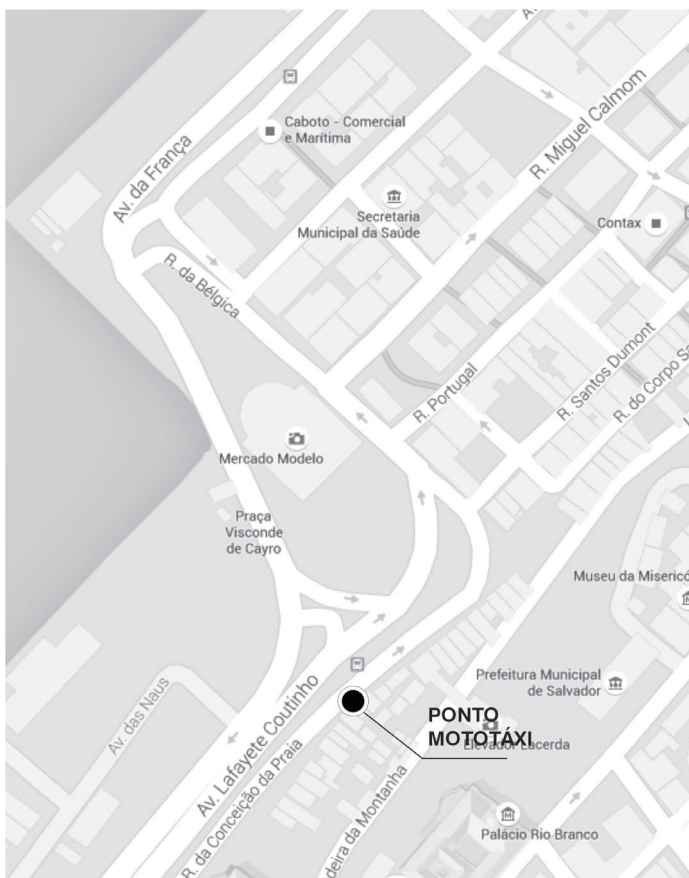 Av. da França
Caboto - Comercial
e Marítima
R. Miguel Calmom
Secretaria
Municipal da Saúde
Contax
R. da Bélgica
R. Portugal
R. Santos Dumont
R. do Corpo S
Mercado Modelo
Praça
Visconde
de Cayro
Museu da Misericó
Prefeitura Municipal
de Salvador
Av. das Naus
Av. Lafayete Coutinho
R. da Conceição da Praia
PONTO
MOTOTÁXI
Elevador Lacerda
deira da Montanha
Palácio Rio Branco